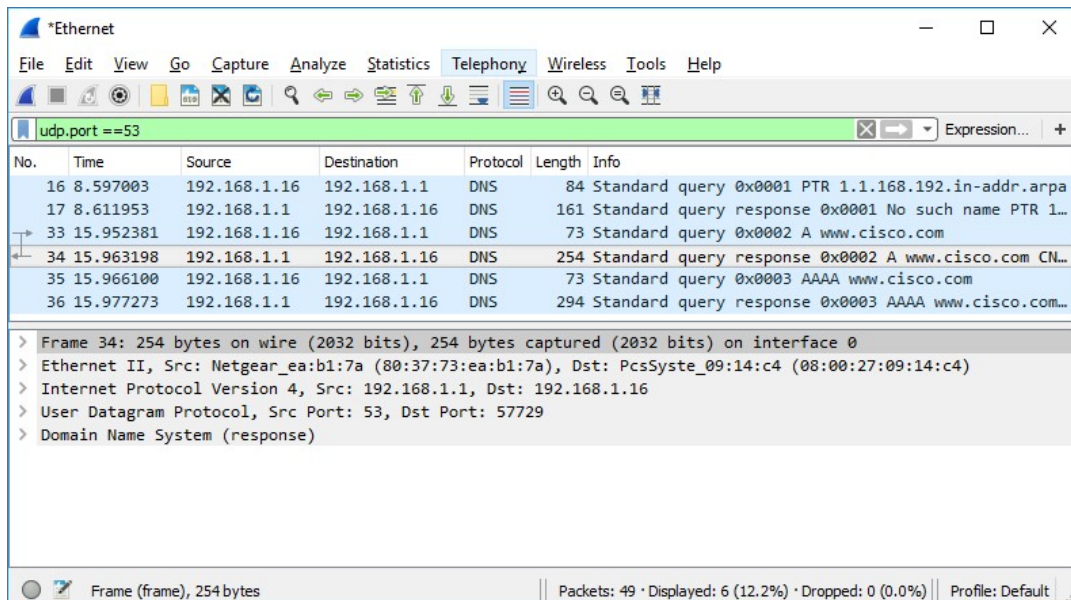 *Ethernet
File Edit View Go Capture Analyze Statistics Telephony Wireless Tools Help
udp.port ==53 Expression... +
No. Time Source Destination Protocol Length Info
16 8.597003 192.168.1.16 192.168.1.1 DNS 84 Standard query 0x0001 PTR 1.1.168.192.in-addr.arpa
17 8.611953 192.168.1.1 192.168.1.16 DNS 161 Standard query response 0x0001 No such name PTR 1…
33 15.952381 192.168.1.16 192.168.1.1 DNS 73 Standard query 0x0002 A www.cisco.com
34 15.963198 192.168.1.1 192.168.1.16 DNS 254 Standard query response 0x0002 A www.cisco.com CN…
35 15.966100 192.168.1.16 192.168.1.1 DNS 73 Standard query 0x0003 AAAA www.cisco.com
36 15.977273 192.168.1.1 192.168.1.16 DNS 294 Standard query response 0x0003 AAAA www.cisco.com…
> Frame 34: 254 bytes on wire (2032 bits), 254 bytes captured (2032 bits) on interface 0
> Ethernet II, Src: Netgear_ea:b1:7a (80:37:73:ea:b1:7a), Dst: PcsSyste_09:14:c4 (08:00:27:09:14:c4)
> Internet Protocol Version 4, Src: 192.168.1.1, Dst: 192.168.1.16
> User Datagram Protocol, Src Port: 53, Dst Port: 57729
> Domain Name System (response)
Frame (frame), 254 bytes Packets: 49 · Displayed: 6 (12.2%) · Dropped: 0 (0.0%) Profile: Default